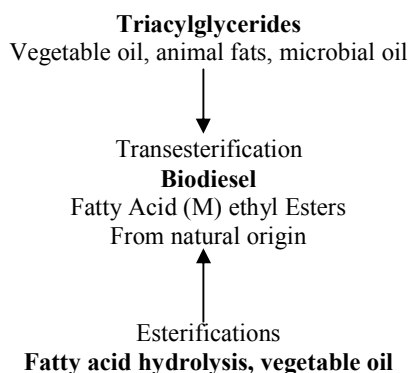 Triacylglycerides
Vegetable oil, animal fats, microbial oil
Transesterification
Biodiesel
Fatty Acid (M) ethyl Esters
From natural origin
Esterifications
Fatty acid hydrolysis, vegetable oil